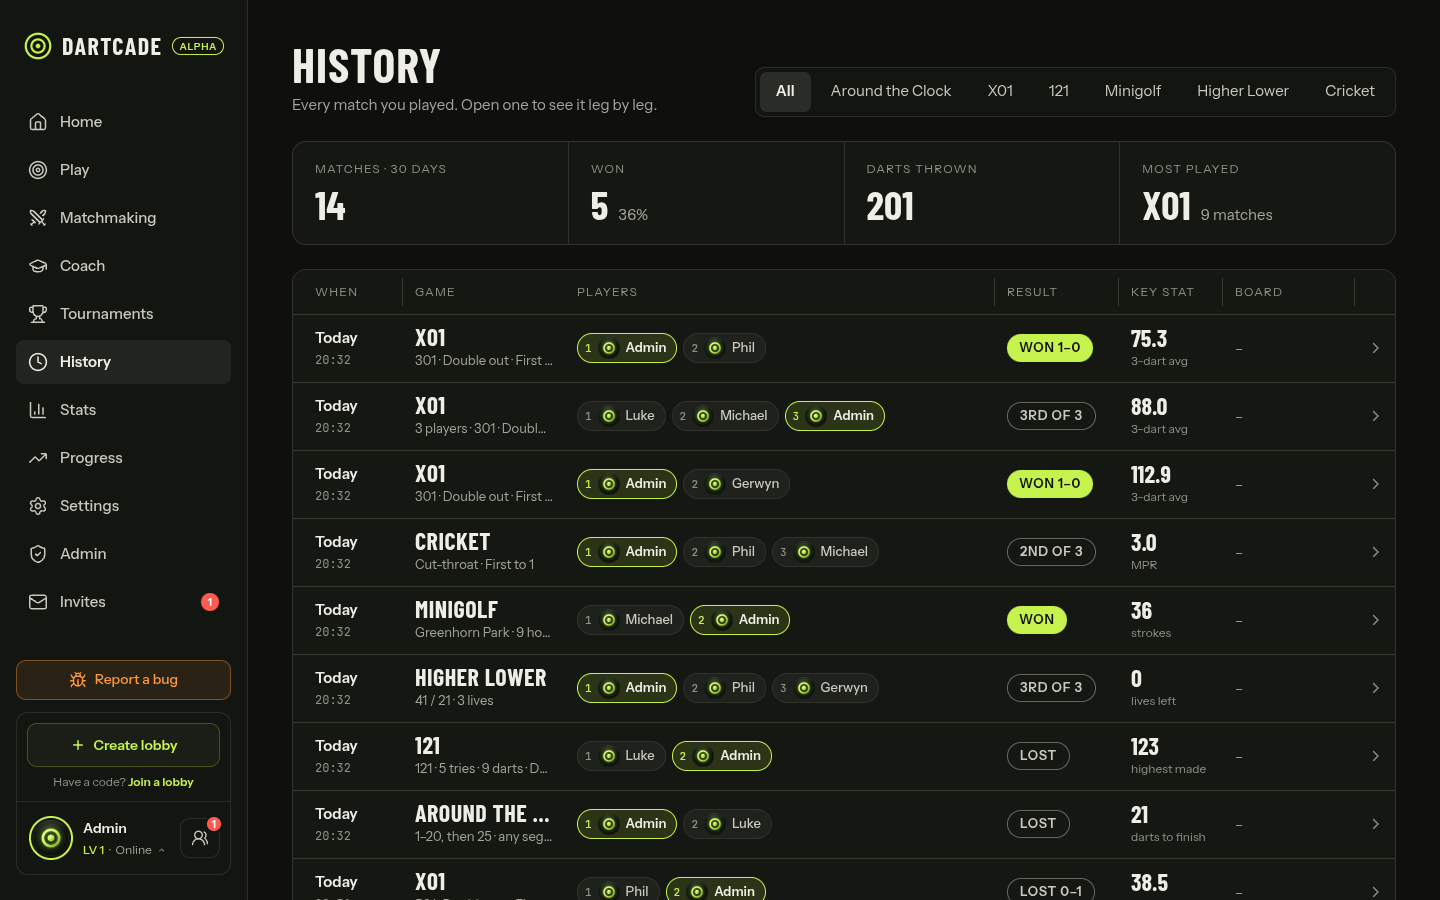 DARTCADE ALPHA
Home
Play
Matchmaking
Coach
Tournaments
History
Stats
Progress
Settings
Admin
Invites 1
Report a bug
+ Create lobby
Have a code? Join a lobby
Admin
LV 1 · Online
1
HISTORY
Every match you played. Open one to see it leg by leg.
All Around the Clock X01 121 Minigolf Higher Lower Cricket
MATCHES · 30 DAYS WON DARTS THROWN MOST PLAYED
14 5 36% 201 X01 9 matches
WHEN GAME PLAYERS RESULT KEY STAT BOARD
Today X01 1 Admin 2 Phil WON 1–0 75.3 –
20:32 301 · Double out · First ... 3-dart avg
Today X01 1 Luke 2 Michael 3 Admin 3RD OF 3 88.0 –
20:32 3 players · 301 · Doubl... 3-dart avg
Today X01 1 Admin 2 Gerwyn WON 1–0 112.9 –
20:32 301 · Double out · First ... 3-dart avg
Today CRICKET 1 Admin 2 Phil 3 Michael 2ND OF 3 3.0 –
20:32 Cut-throat · First to 1 MPR
Today MINIGOLF 1 Michael 2 Admin WON 36 –
20:32 Greenhorn Park · 9 ho... strokes
Today HIGHER LOWER 1 Admin 2 Phil 3 Gerwyn 3RD OF 3 0 –
20:32 41 / 21 · 3 lives lives left
Today 121 1 Luke 2 Admin LOST 123 –
20:32 121 · 5 tries · 9 darts · D... highest made
Today AROUND THE ... 1 Admin 2 Luke LOST 21 –
20:32 1–20, then 25 · any seg... darts to finish
Today X01 1 Phil 2 Admin LOST 0–1 38.5 –